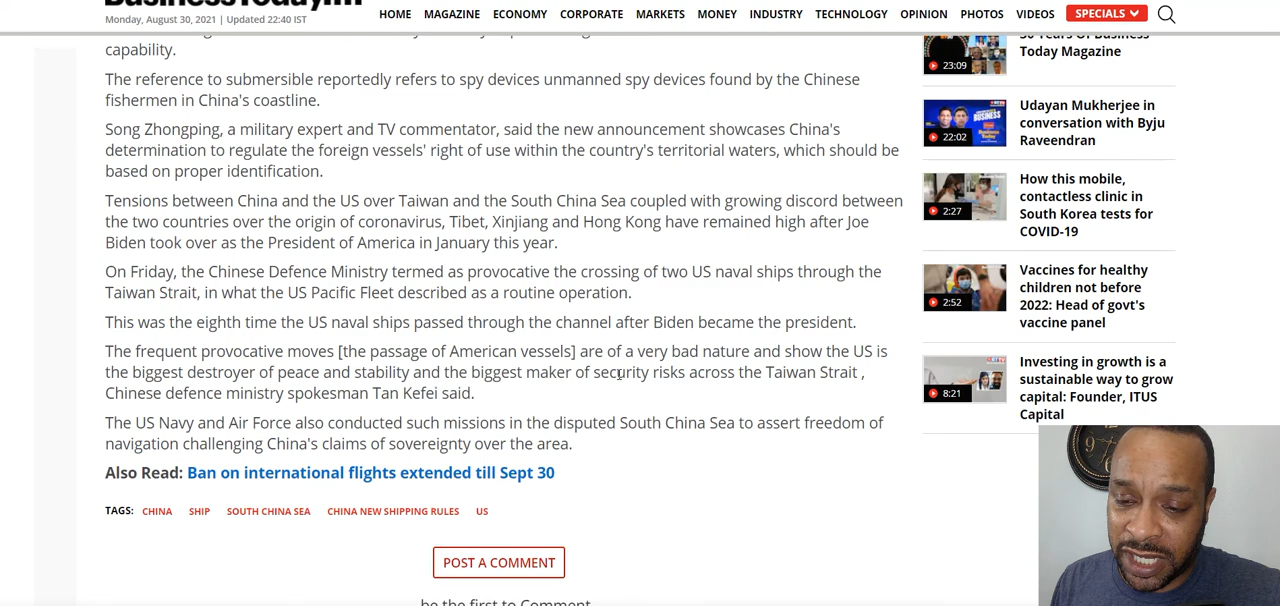 BusinessToday.in
Monday, August 30, 2021 | Updated 22:40 IST
HOME MAGAZINE ECONOMY CORPORATE MARKETS MONEY INDUSTRY TECHNOLOGY OPINION PHOTOS VIDEOS SPECIALS
capability.
The reference to submersible reportedly refers to spy devices unmanned spy devices found by the Chinese
fishermen in China's coastline.
Song Zhongping, a military expert and TV commentator, said the new announcement showcases China's
determination to regulate the foreign vessels' right of use within the country's territorial waters, which should be
based on proper identification.
Tensions between China and the US over Taiwan and the South China Sea coupled with growing discord between
the two countries over the origin of coronavirus, Tibet, Xinjiang and Hong Kong have remained high after Joe
Biden took over as the President of America in January this year.
On Friday, the Chinese Defence Ministry termed as provocative the crossing of two US naval ships through the
Taiwan Strait, in what the US Pacific Fleet described as a routine operation.
This was the eighth time the US naval ships passed through the channel after Biden became the president.
The frequent provocative moves [the passage of American vessels] are of a very bad nature and show the US is
the biggest destroyer of peace and stability and the biggest maker of security risks across the Taiwan Strait ,
Chinese defence ministry spokesman Tan Kefei said.
The US Navy and Air Force also conducted such missions in the disputed South China Sea to assert freedom of
navigation challenging China's claims of sovereignty over the area.
Also Read: Ban on international flights extended till Sept 30
TAGS: CHINA SHIP SOUTH CHINA SEA CHINA NEW SHIPPING RULES US
POST A COMMENT
be the first to Comment
30 Years Of Business
Today Magazine
23:09
Udayan Mukherjee in
conversation with Byju
Raveendran
22:02
How this mobile,
contactless clinic in
South Korea tests for
COVID-19
2:27
Vaccines for healthy
children not before
2022: Head of govt's
vaccine panel
2:52
Investing in growth is a
sustainable way to grow
capital: Founder, ITUS
Capital
8:21